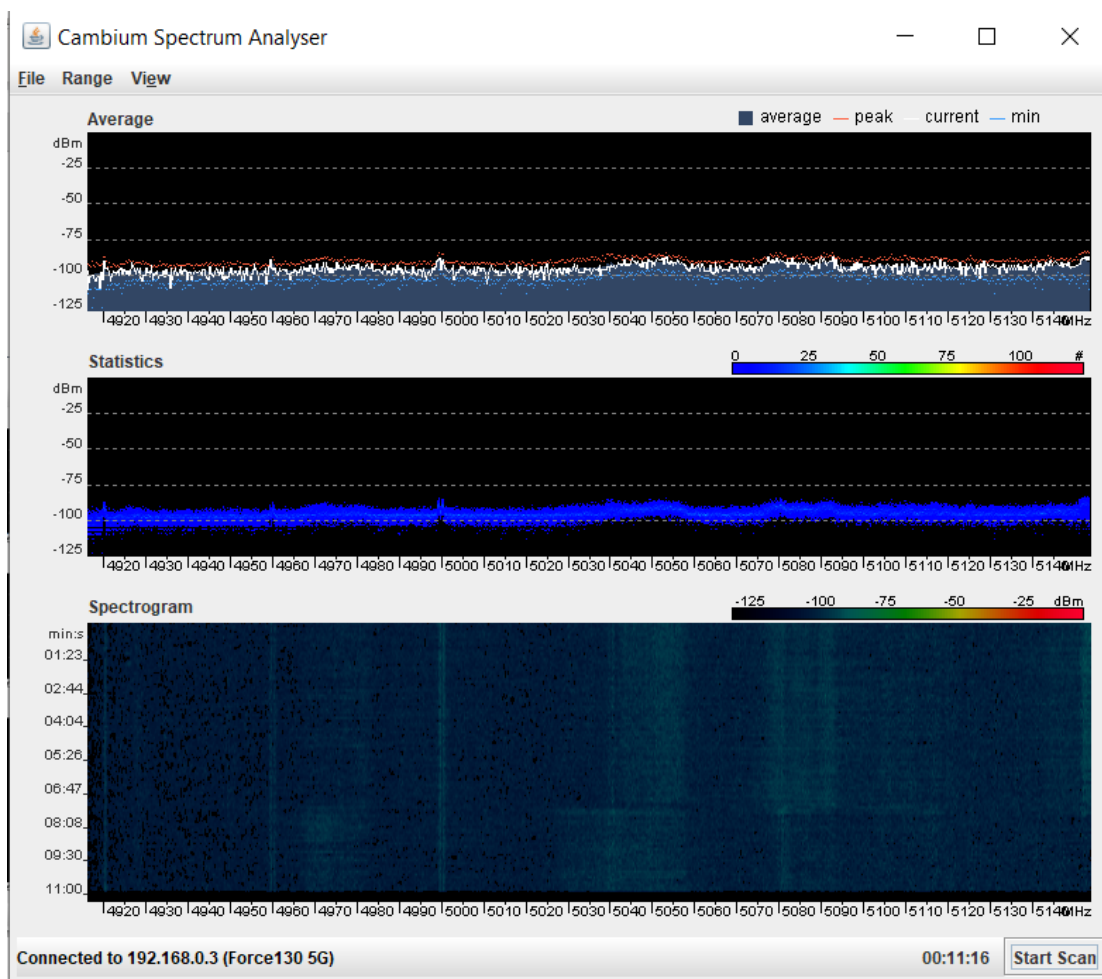 Cambium Spectrum Analyser
File Range View
Average
average peak current min
dBm
-25
-50
-75
-100
-125
4920 4930 4940 4950 4960 4970 4980 4990 5000 5010 5020 5030 5040 5050 5060 5070 5080 5090 5100 5110 5120 5130 5140 MHz
Statistics
0 25 50 75 100 #
dBm
-25
-50
-75
-100
-125
4920 4930 4940 4950 4960 4970 4980 4990 5000 5010 5020 5030 5040 5050 5060 5070 5080 5090 5100 5110 5120 5130 5140 MHz
Spectrogram
-125 -100 -75 -50 -25 dBm
min:s
01:23
02:44
04:04
05:26
06:47
08:08
09:30
11:00
4920 4930 4940 4950 4960 4970 4980 4990 5000 5010 5020 5030 5040 5050 5060 5070 5080 5090 5100 5110 5120 5130 5140 MHz
Connected to 192.168.0.3 (Force130 5G) 00:11:16 Start Scan